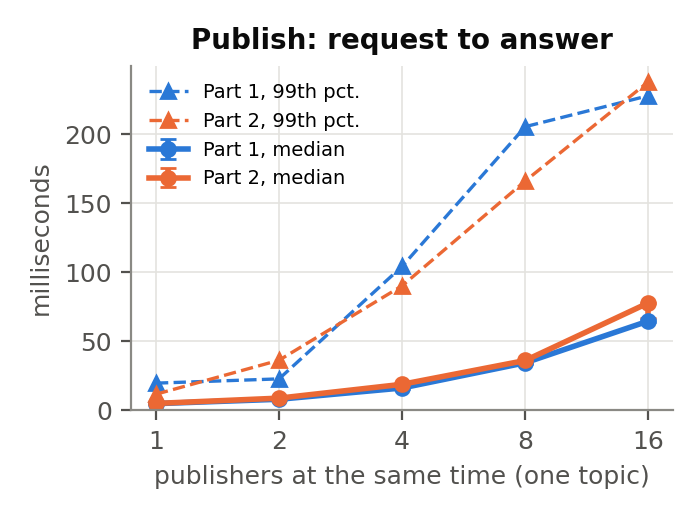 Publish: request to answer
Part 1, 99th pct.
Part 2, 99th pct.
Part 1, median
Part 2, median
milliseconds
200
150
100
50
0
1 2 4 8 16
publishers at the same time (one topic)